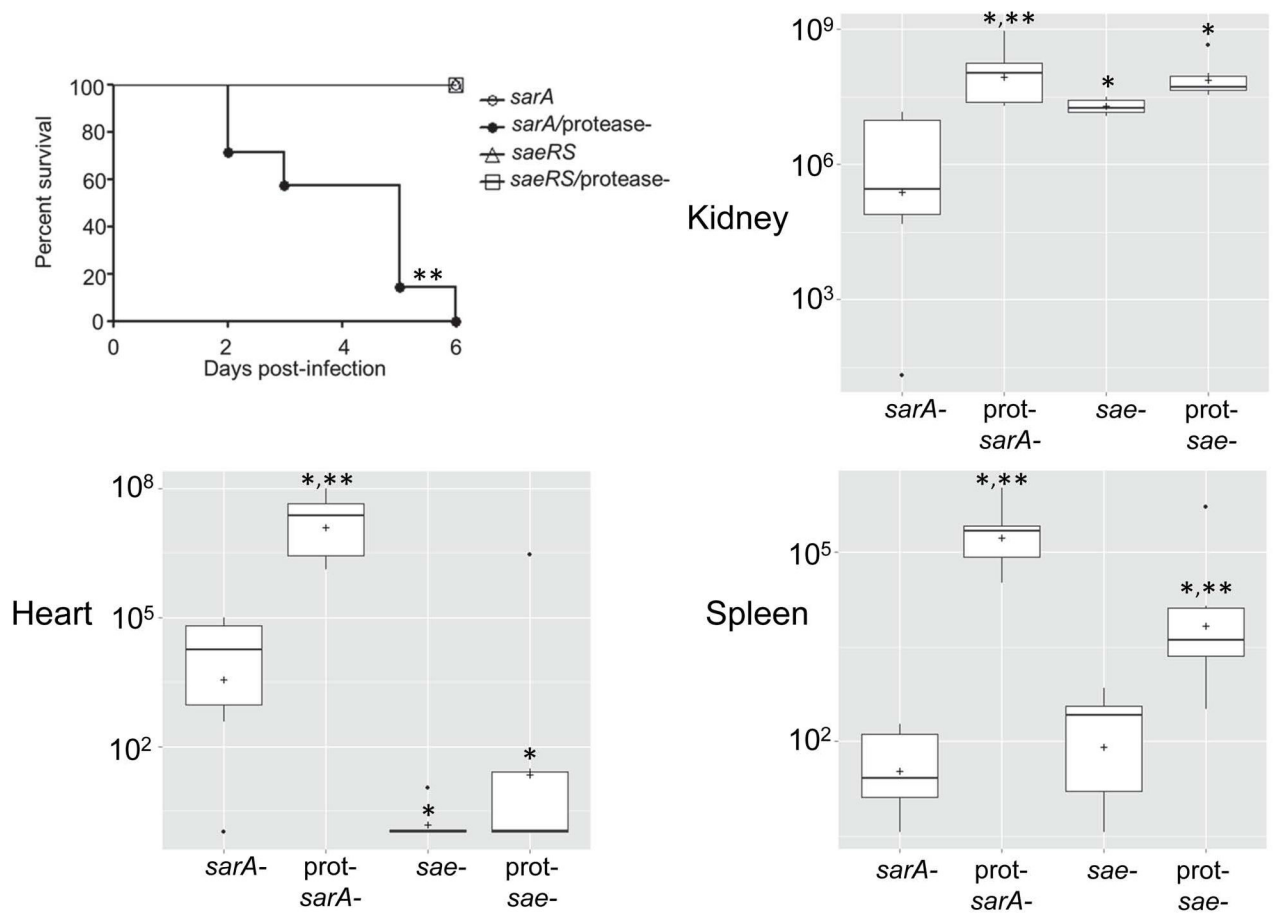 Percent survival
100
80
60
40
20
0
**
0 2 4 6
Days post-infection
sarA
sarA/protease-
saeRS
saeRS/protease-
Kidney
10⁹
10⁶
10³
*,**
*
*
sarA- prot- sae- prot-
sarA- sae-
Heart
10⁸
10⁵
10²
*,**
*
*
sarA- prot- sae- prot-
sarA- sae-
Spleen
10⁵
10²
*,**
*,**
sarA- prot- sae- prot-
sarA- sae-